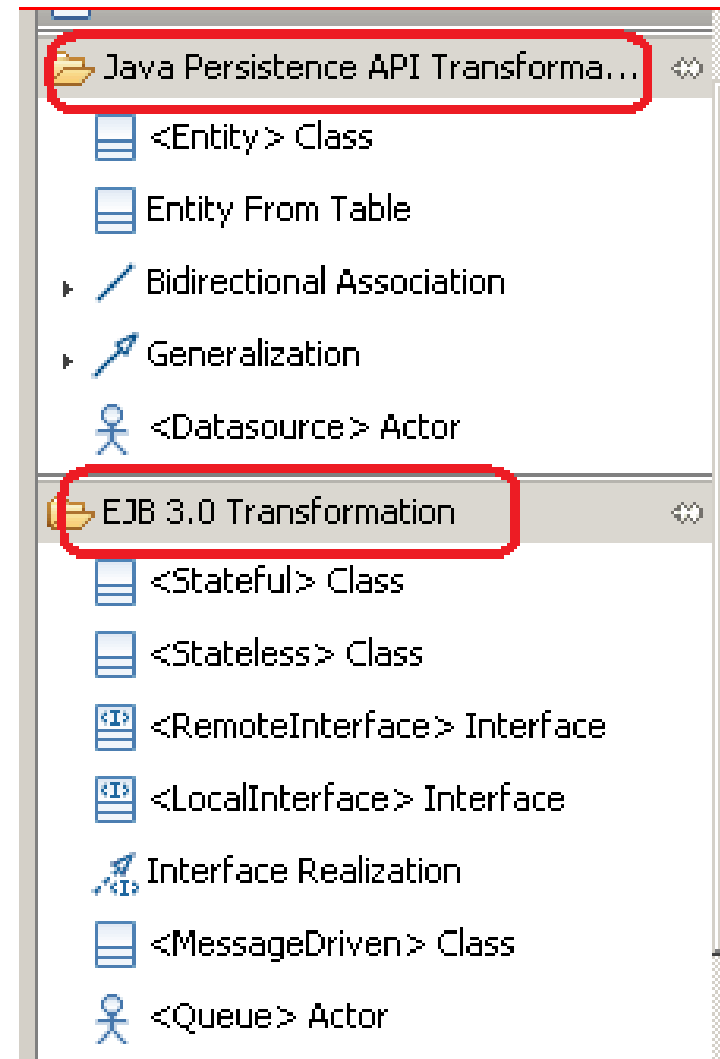 Java Persistence API Transforma...
<Entity> Class
Entity From Table
Bidirectional Association
Generalization
<Datasource> Actor
EJB 3.0 Transformation
<Stateful> Class
<Stateless> Class
<RemoteInterface> Interface
<LocalInterface> Interface
Interface Realization
<MessageDriven> Class
<Queue> Actor